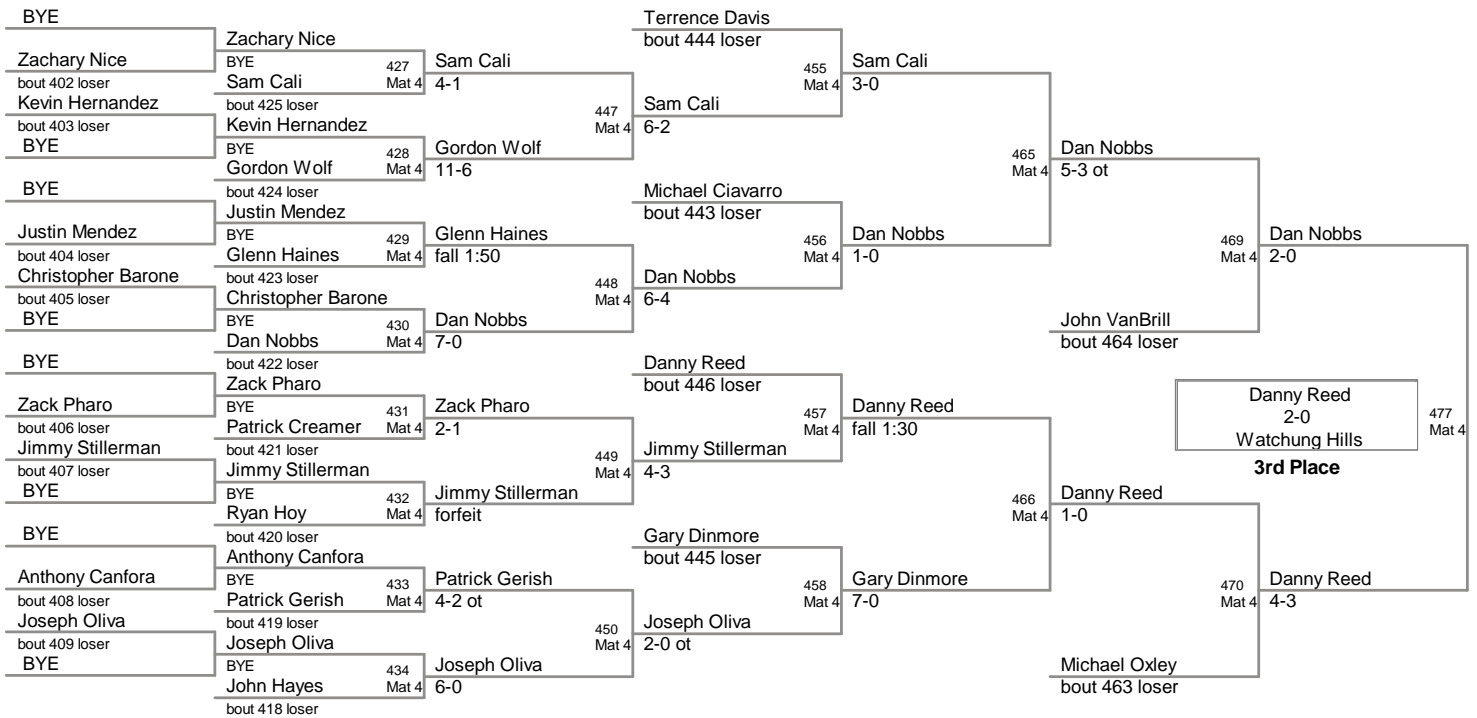 BYE
Zachary Nice
bout 402 loser
Kevin Hernandez
bout 403 loser
BYE
BYE
Justin Mendez
bout 404 loser
Christopher Barone
bout 405 loser
BYE
BYE
Zack Pharo
bout 406 loser
Jimmy Stillerman
bout 407 loser
BYE
BYE
Anthony Canfora
bout 408 loser
Joseph Oliva
bout 409 loser
BYE
Zachary Nice
BYE
Sam Cali
bout 425 loser
427
Mat 4
Kevin Hernandez
BYE
Gordon Wolf
bout 424 loser
428
Mat 4
Justin Mendez
BYE
Glenn Haines
bout 423 loser
429
Mat 4
Christopher Barone
BYE
Dan Nobbs
bout 422 loser
430
Mat 4
Zack Pharo
BYE
Patrick Creamer
bout 421 loser
431
Mat 4
Jimmy Stillerman
BYE
Ryan Hoy
bout 420 loser
432
Mat 4
Anthony Canfora
BYE
Patrick Gerish
bout 419 loser
433
Mat 4
Joseph Oliva
BYE
John Hayes
bout 418 loser
434
Mat 4
Sam Cali
4-1
Gordon Wolf
11-6
447
Mat 4
Glenn Haines
fall 1:50
Dan Nobbs
7-0
448
Mat 4
Zack Pharo
2-1
Jimmy Stillerman
forfeit
449
Mat 4
Patrick Gerish
4-2 ot
Joseph Oliva
6-0
450
Mat 4
Terrence Davis
bout 444 loser
Sam Cali
6-2
455
Mat 4
Michael Ciavarro
bout 443 loser
Dan Nobbs
6-4
456
Mat 4
Danny Reed
bout 446 loser
Jimmy Stillerman
4-3
457
Mat 4
Gary Dinmore
bout 445 loser
Joseph Oliva
2-0 ot
458
Mat 4
Sam Cali
3-0
Dan Nobbs
1-0
465
Mat 4
Danny Reed
fall 1:30
Gary Dinmore
7-0
466
Mat 4
Dan Nobbs
5-3 ot
John VanBrill
bout 464 loser
469
Mat 4
Danny Reed
1-0
Michael Oxley
bout 463 loser
470
Mat 4
Dan Nobbs
2-0
Danny Reed
4-3
477
Mat 4
Danny Reed
2-0
Watchung Hills
3rd Place